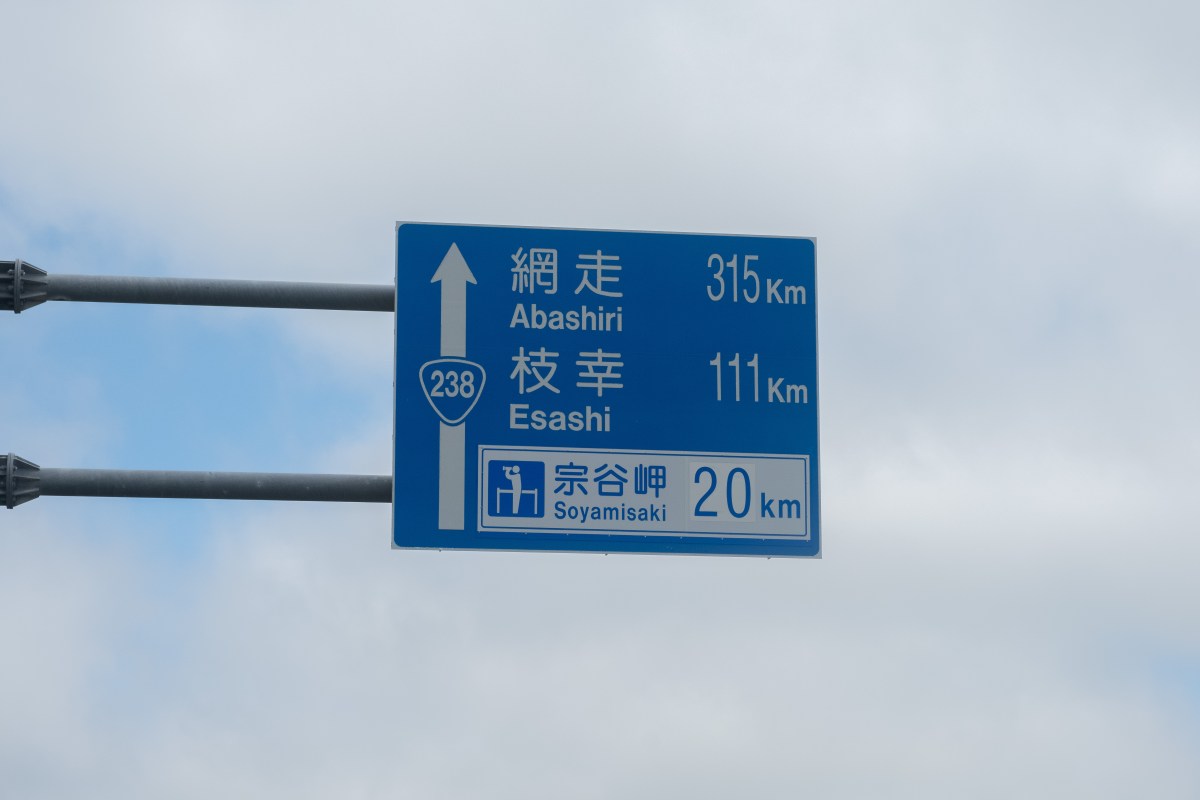 網走 315Km
Abashiri
枝幸 111Km
Esashi
238
宗谷岬 20km
Soyamisaki